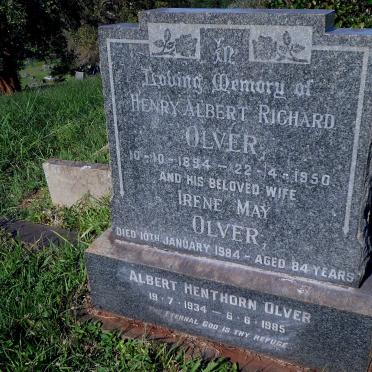 In
Loving Memory of
HENRY ALBERT RICHARD
OLVER,
10-10-1894 - 22-14-1950
AND HIS BELOVED WIFE
IRENE MAY
OLVER,
DIED 10TH JANUARY 1984 - AGED 84 YEARS
ALBERT HENTHORN OLVER
19·7·1934 - 6·6·1985
ETERNAL GOD IS THY REFUGE